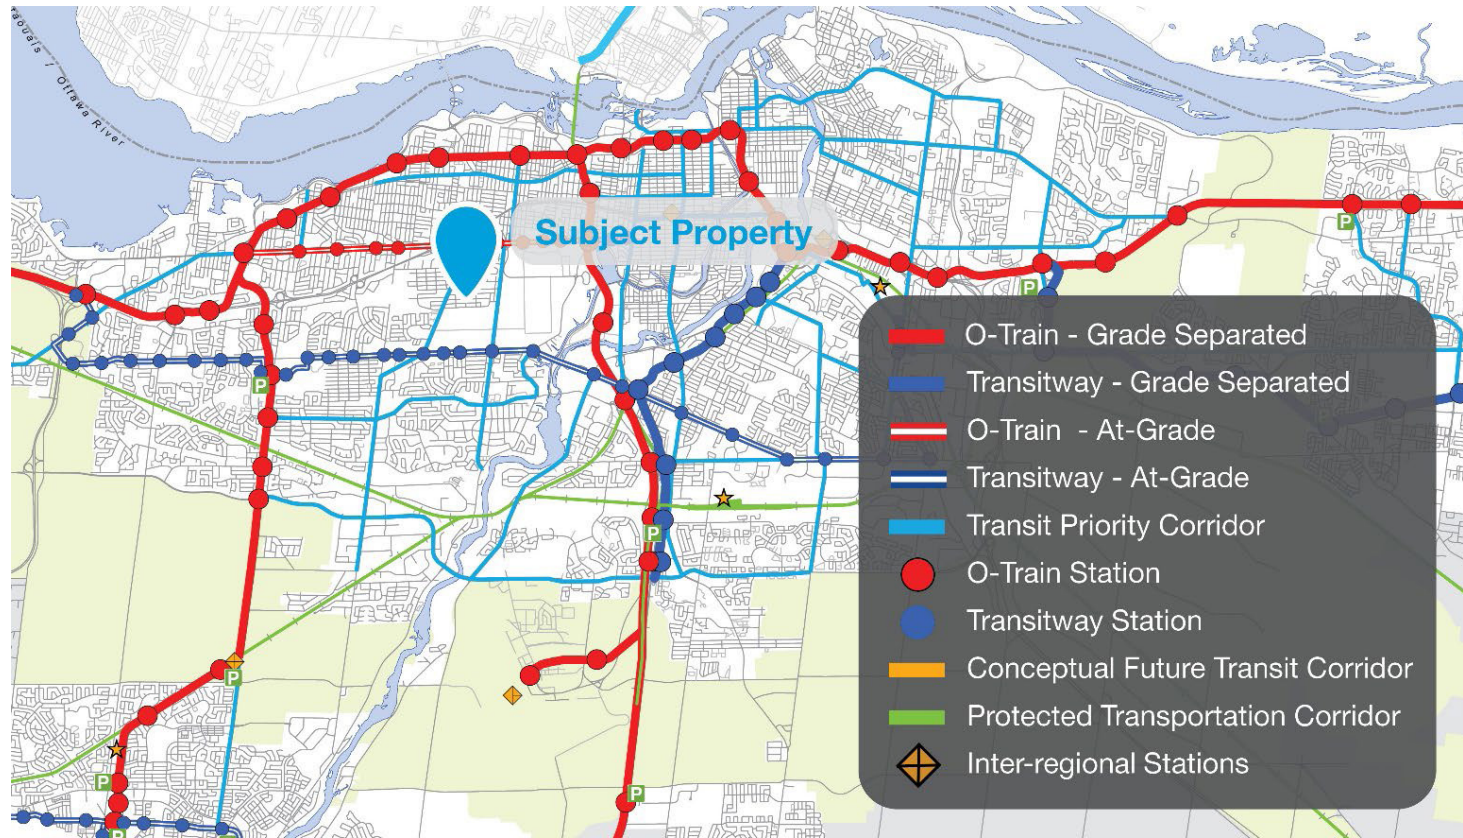 aouais / Ottawa River
Subject Property
P
P
O-Train - Grade Separated
Transitway - Grade Separated
P
O-Train - At-Grade
Transitway - At-Grade
Transit Priority Corridor
P
O-Train Station
Transitway Station
P
Conceptual Future Transit Corridor
Protected Transportation Corridor
Inter-regional Stations
P
P
P
P